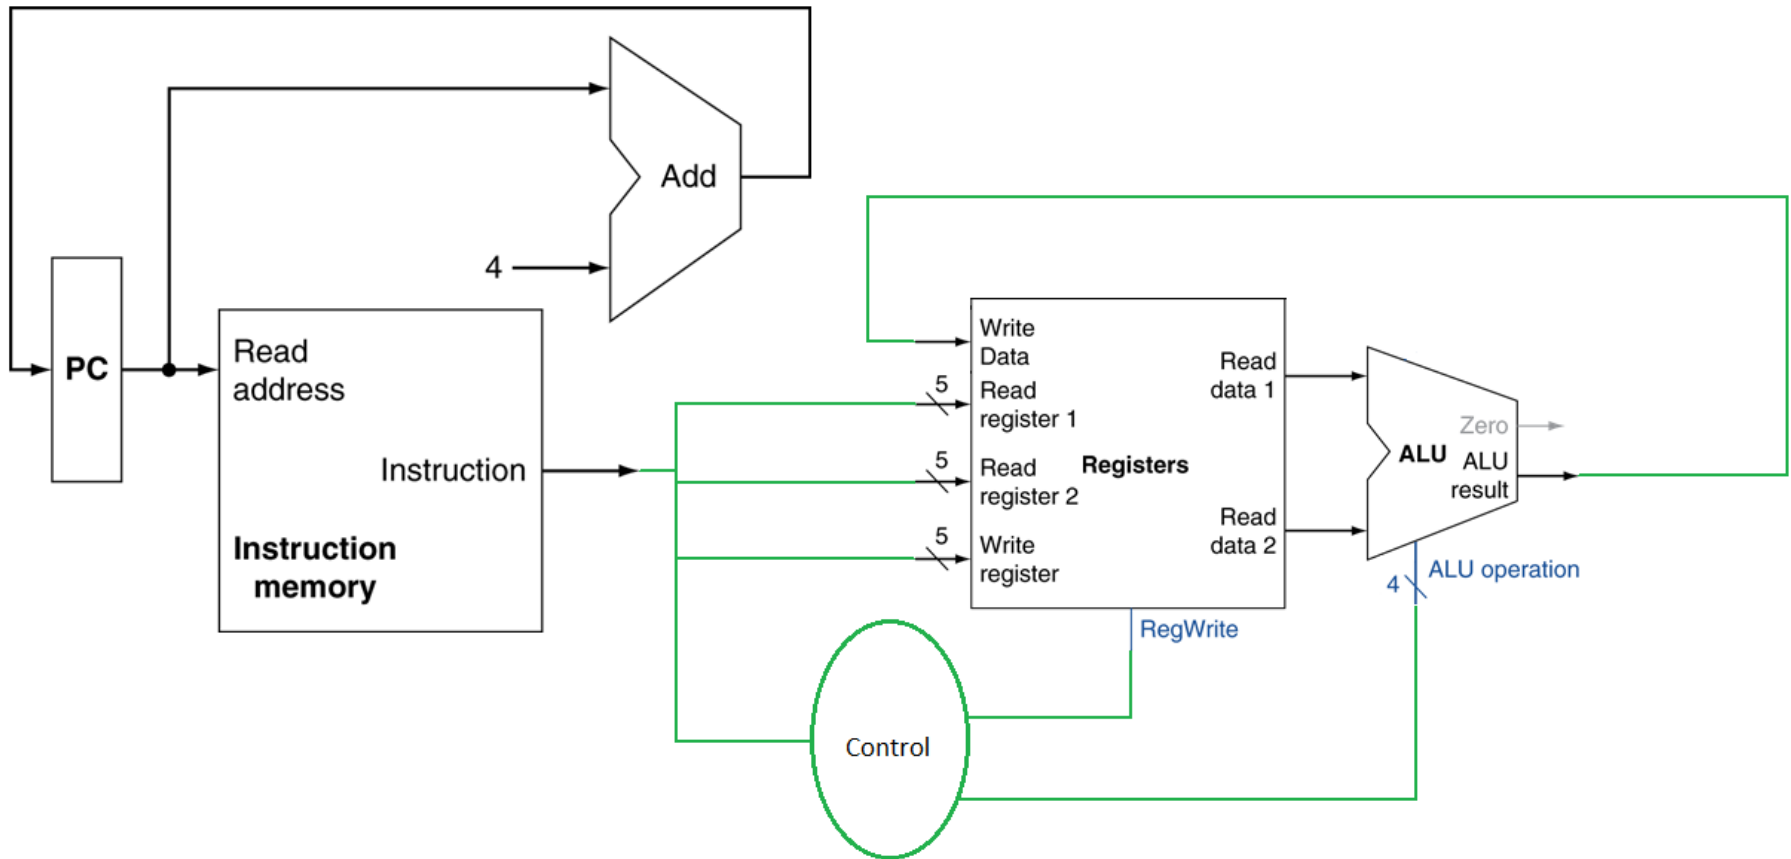 Add
4
PC
Read
address
Instruction
Instruction
memory
Write
Data
5
Read
register 1
5
Read
register 2
5
Write
register
Registers
Read
data 1
Read
data 2
Zero
ALU
ALU
result
4
ALU operation
RegWrite
Control